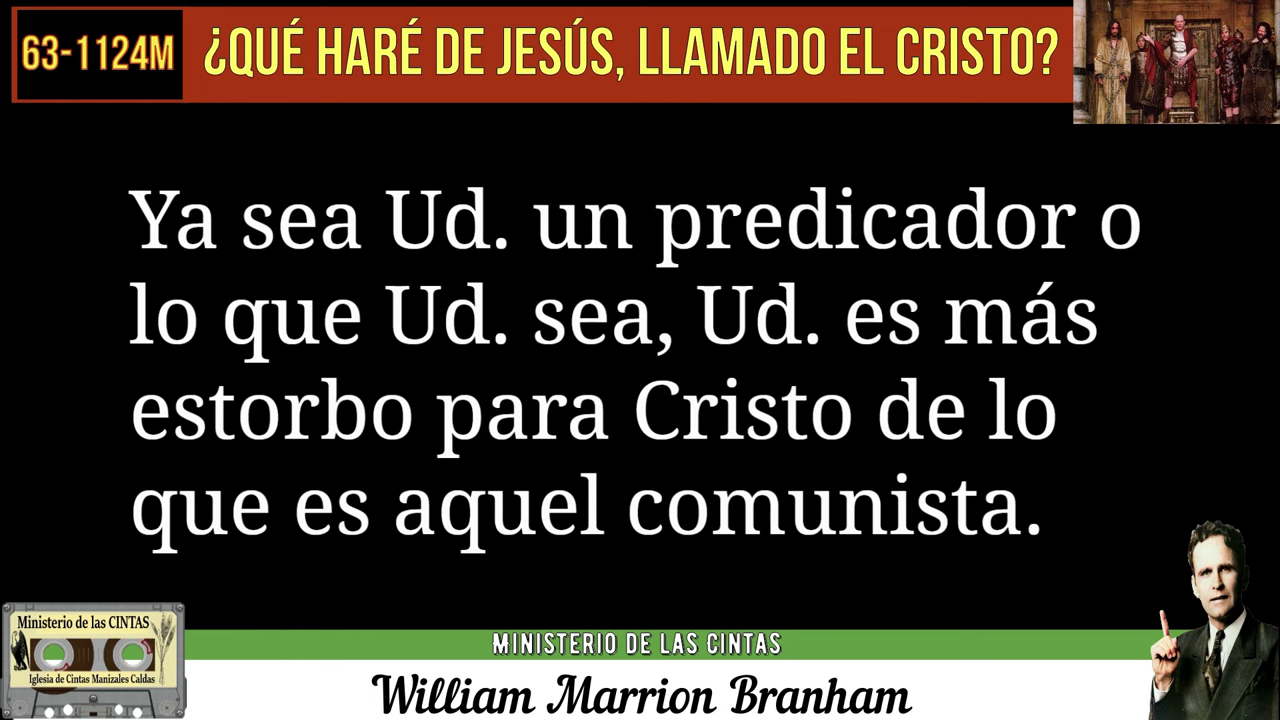 63-1124M
¿QUÉ HARÉ DE JESÚS, LLAMADO EL CRISTO?
Ya sea Ud. un predicador o
lo que Ud. sea, Ud. es más
estorbo para Cristo de lo
que es aquel comunista.
Ministerio de las CINTAS
Iglesia de Cintas Manizales Caldas
MINISTERIO DE LAS CINTAS
William Marrion Branham